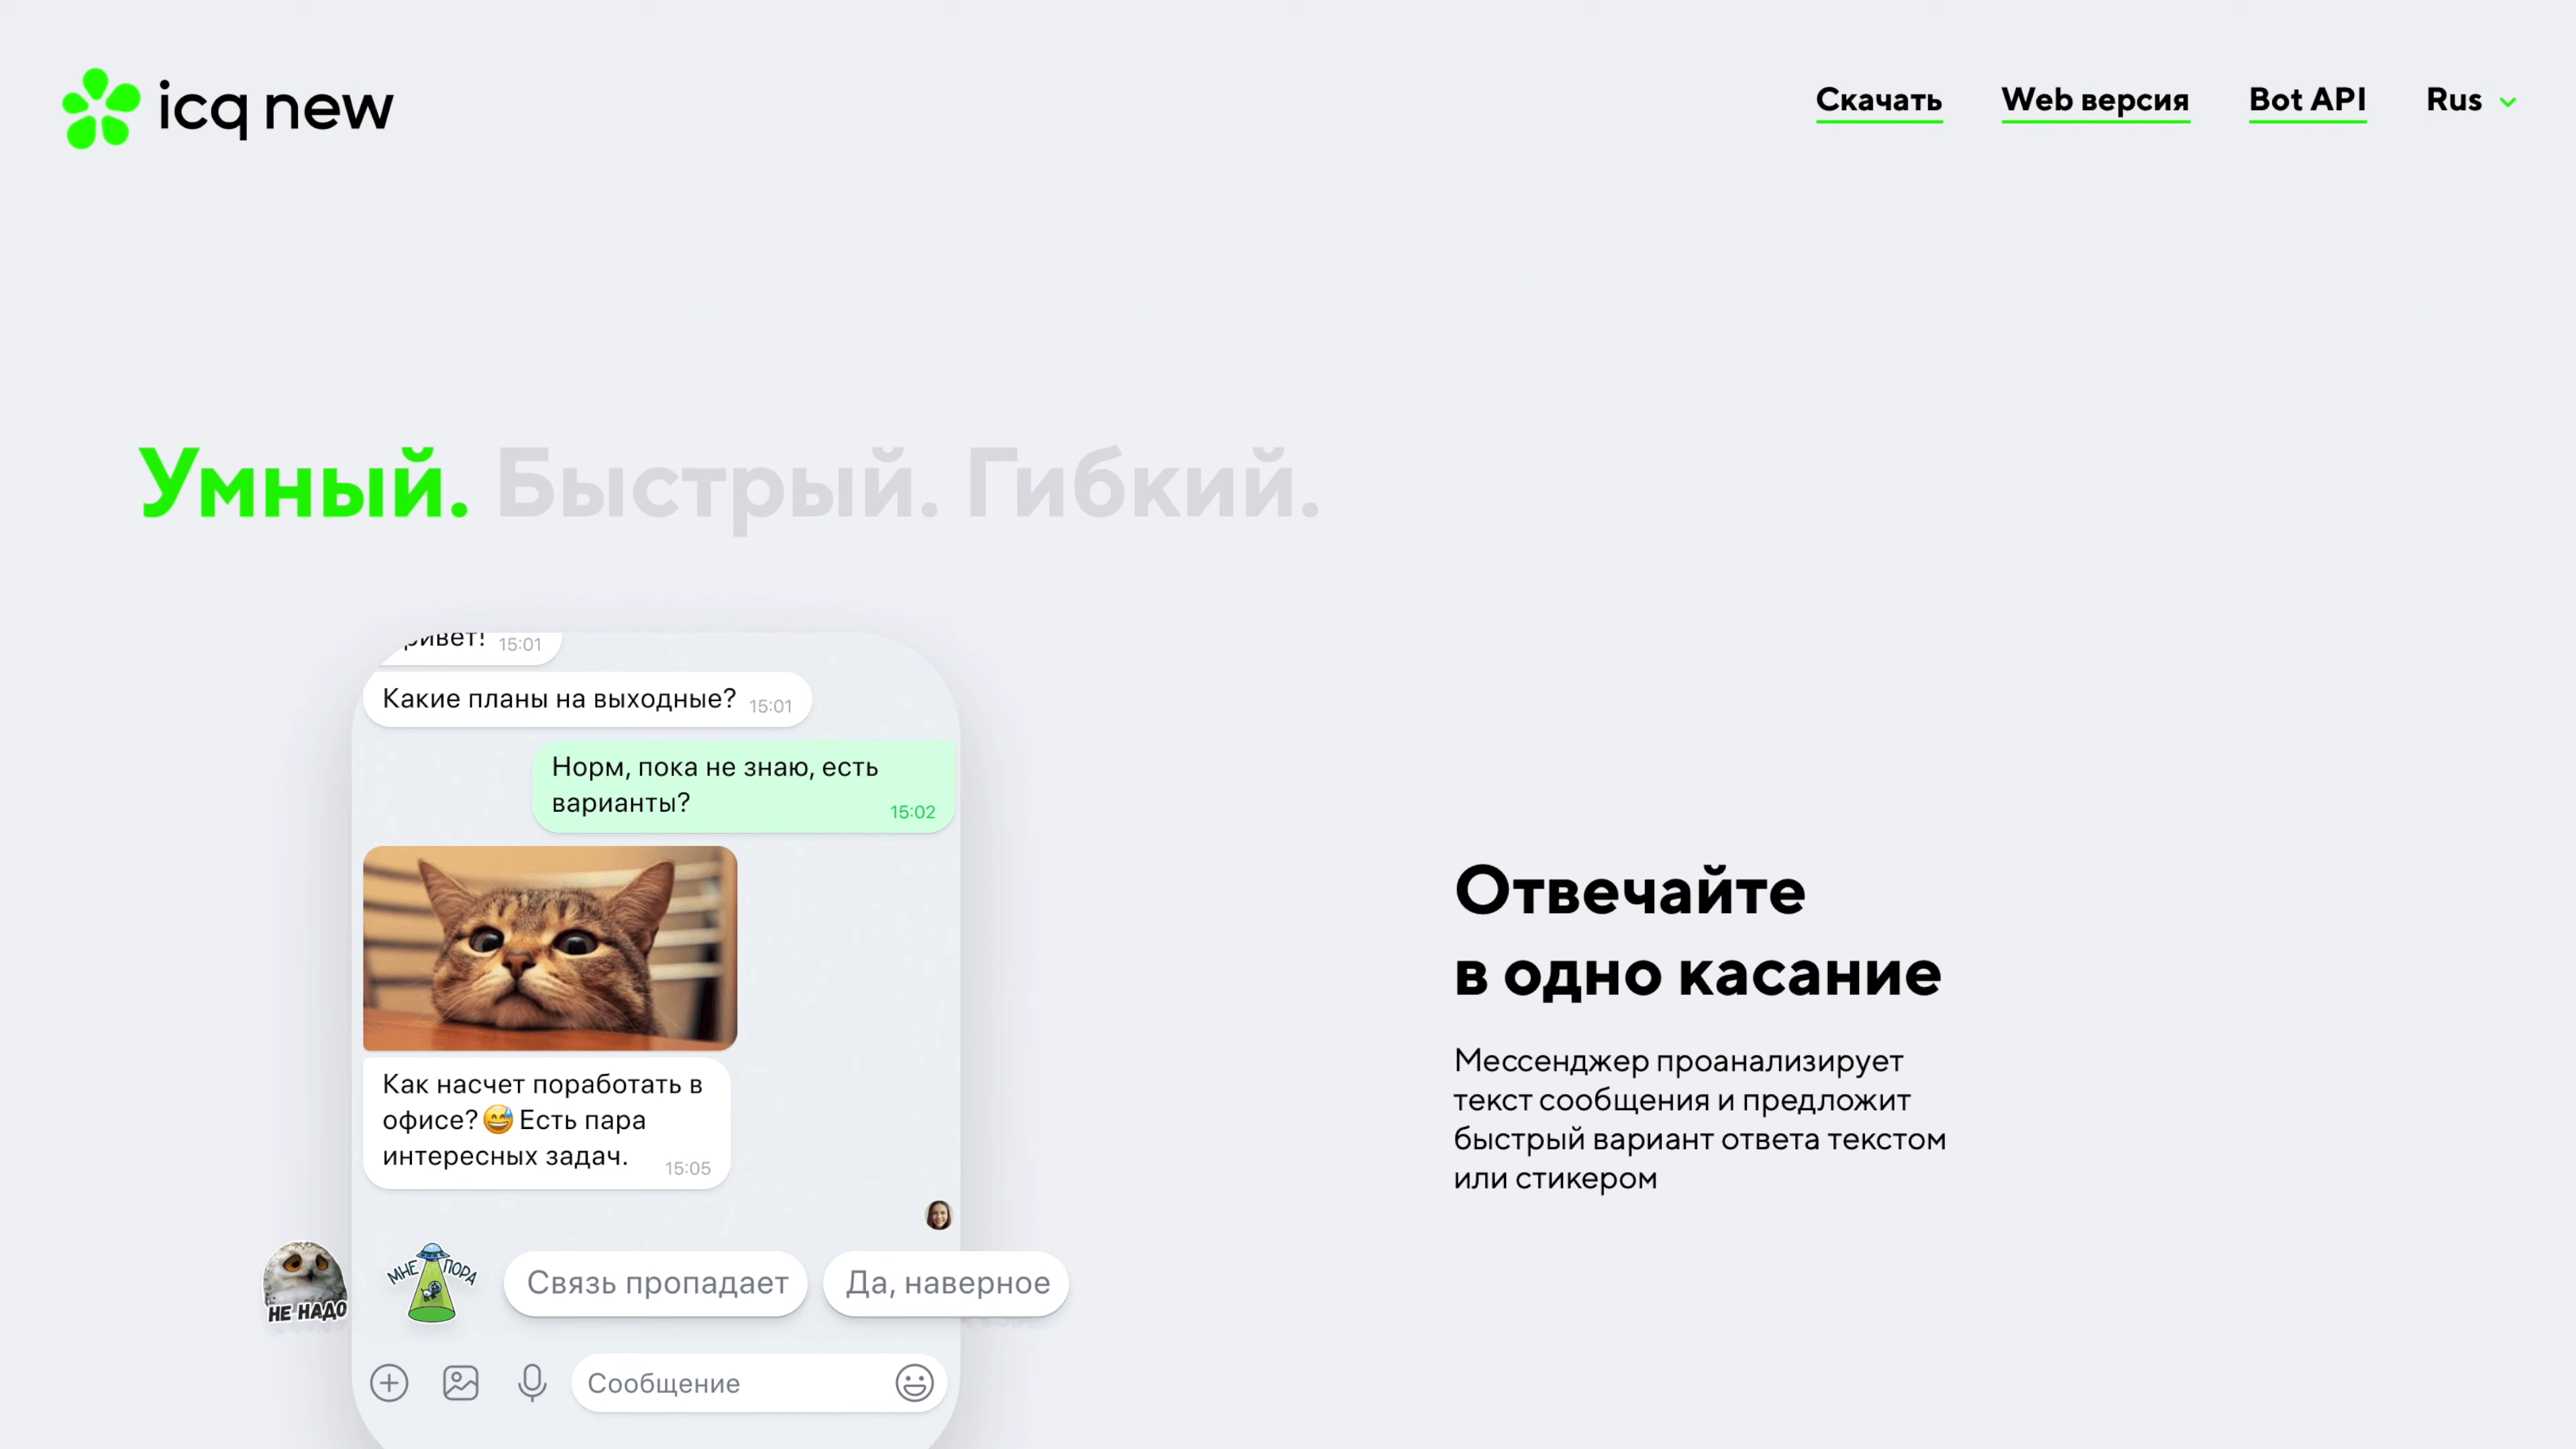 icq new
Скачать
Web версия
Bot API
Rus
Умный. Быстрый. Гибкий.
15:01
Какие планы на выходные? 15:01
Норм, пока не знаю, есть
варианты?
15:02
Как насчет поработать в
офисе?😅 Есть пара
интересных задач.
15:05
НЕ НАДО
МНЕ ПОРА
Связь пропадает
Да, наверное
Сообщение
Отвечайте
в одно касание
Мессенджер проанализирует
текст сообщения и предложит
быстрый вариант ответа текстом
или стикером